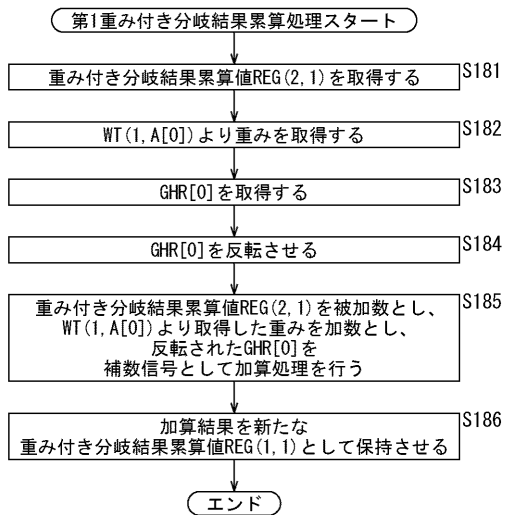 第1重み付き分岐結果累算処理スタート
重み付き分岐結果累算値REG(2,1)を取得する
S181
WT(1,A[0])より重みを取得する
S182
GHR[0]を取得する
S183
GHR[0]を反転させる
S184
重み付き分岐結果累算値REG(2,1)を被加数とし、
WT(1,A[0])より取得した重みを加数とし、
反転されたGHR[0]を
補数信号として加算処理を行う
S185
加算結果を新たな
重み付き分岐結果累算値REG(1,1)として保持させる
S186
エンド